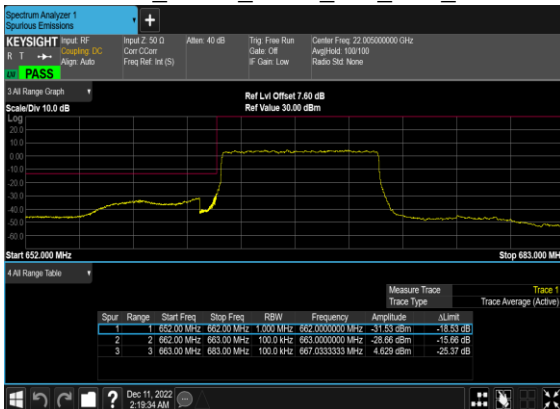 Spectrum Analyzer 1
Spurious Emissions
KEYSIGHT Input: RF
R T
Coupling: DC
Align: Auto
Input Z: 50 Ω
Corr CCorr
Freq Ref: Int (S)
Atten: 40 dB
Trig: Free Run
Gate: Off
IF Gain: Low
Center Freq: 22.005000000 GHz
Avg|Hold: 100/100
Radio Std: None
PASS
3 All Range Graph
Scale/Div 10.0 dB
Ref Lvl Offset 7.60 dB
Ref Value 30.00 dBm
Log
20.0
10.0
0.00
-10.0
-20.0
-30.0
-40.0
-50.0
-60.0
Start 652.000 MHz
Stop 683.000 MH
4 All Range Table
Measure Trace Trace 1
Trace Type Trace Average (Active)
Spur Range Start Freq Stop Freq RBW Frequency Amplitude ΔLimit
1 1 652.00 MHz 662.00 MHz 1.000 MHz 662.0000000 MHz -31.53 dBm -18.53 dB
2 2 662.00 MHz 663.00 MHz 100.0 kHz 663.0000000 MHz -28.66 dBm -15.66 dB
3 3 663.00 MHz 683.00 MHz 100.0 kHz 667.0333333 MHz 4.629 dBm -25.37 dB
?
Dec 11, 2022
2:19:34 AM